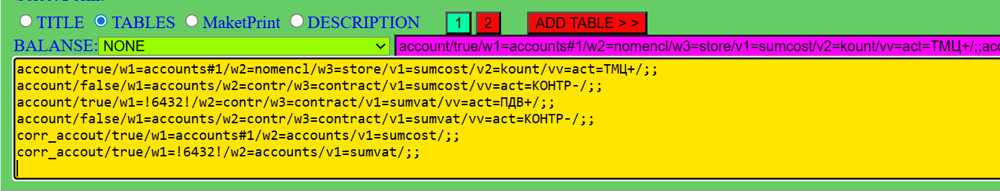 TITLE TABLES MaketPrint DESCRIPTION 1 2 ADD TABLE > >
BALANSE: NONE account/true/w1=accounts#1/w2=nomencl/w3=store/v1=sumcost/v2=kount/vv=act=ТМЦ+/;;acc
account/true/w1=accounts#1/w2=nomencl/w3=store/v1=sumcost/v2=kount/vv=act=ТМЦ+/;;
account/false/w1=accounts/w2=contr/w3=contract/v1=sumcost/vv=act=КОНТР-/;;
account/true/w1=!6432!/w2=contr/w3=contract/v1=sumvat/vv=act=ПДВ+/;;
account/false/w1=accounts/w2=contr/w3=contract/v1=sumvat/vv=act=КОНТР-/;;
corr_accout/true/w1=accounts#1/w2=accounts/v1=sumcost/;;
corr_accout/true/w1=!6432!/w2=accounts/v1=sumvat/;;